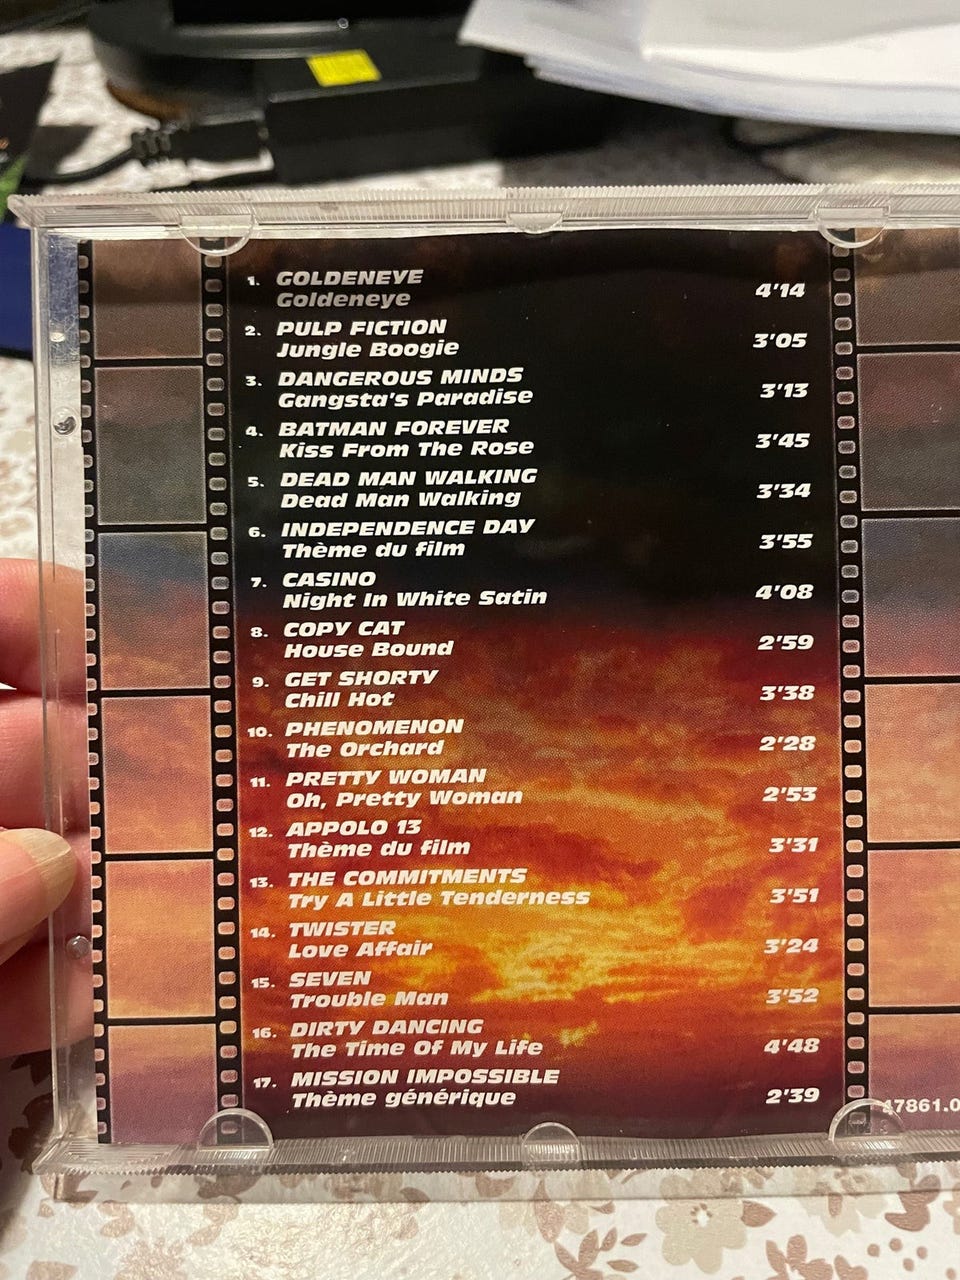 1. GOLDENEYE 4'14
Goldeneye
2. PULP FICTION 3'05
Jungle Boogie
3. DANGEROUS MINDS 3'13
Gangsta's Paradise
4. BATMAN FOREVER 3'45
Kiss From The Rose
5. DEAD MAN WALKING 3'34
Dead Man Walking
6. INDEPENDENCE DAY 3'55
Thème du film
7. CASINO 4'08
Night In White Satin
8. COPY CAT 2'59
House Bound
9. GET SHORTY 3'38
Chill Hot
10. PHENOMENON 2'28
The Orchard
11. PRETTY WOMAN 2'53
Oh, Pretty Woman
12. APPOLO 13 3'31
Thème du film
13. THE COMMITMENTS 3'51
Try A Little Tenderness
14. TWISTER 3'24
Love Affair
15. SEVEN 3'52
Trouble Man
16. DIRTY DANCING 4'48
The Time Of My Life
17. MISSION IMPOSSIBLE 2'39
Thème générique
47861.0